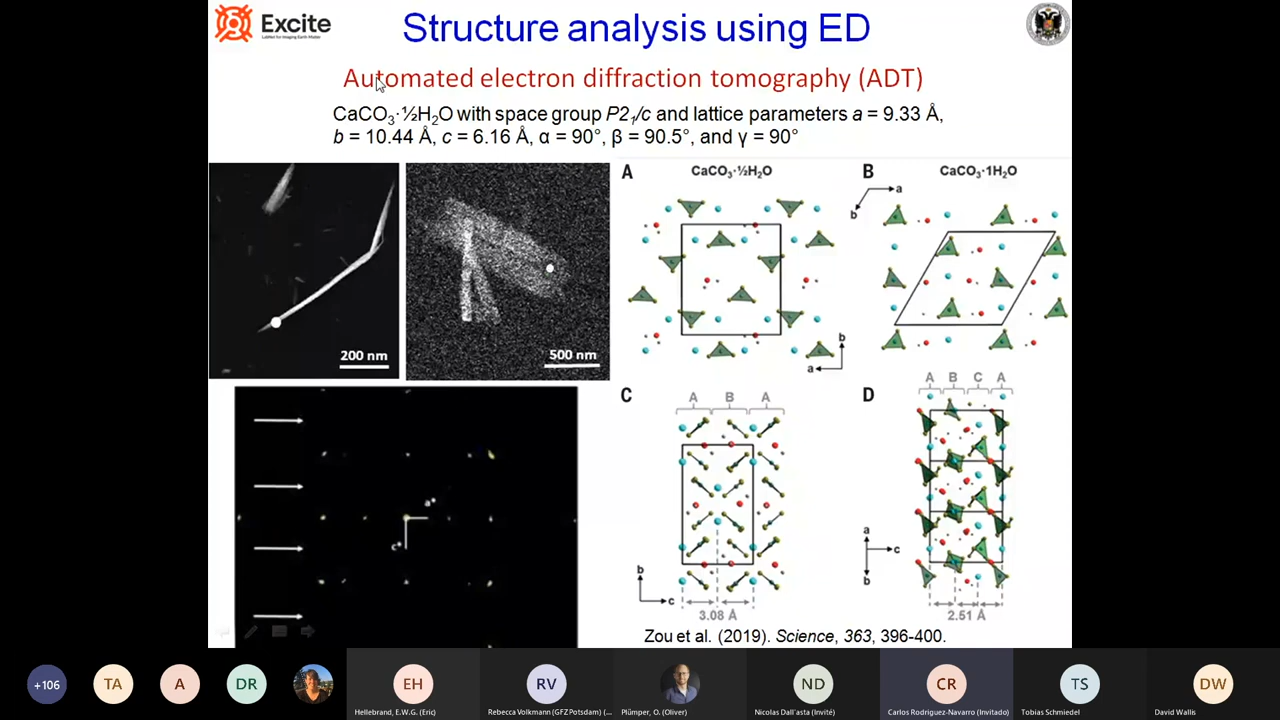 Excite
Structure analysis using ED
Automated electron diffraction tomography (ADT)
CaCO₃·½H₂O with space group P2₁/c and lattice parameters a = 9.33 Å,
b = 10.44 Å, c = 6.16 Å, α = 90°, β = 90.5°, and γ = 90°
200 nm
500 nm
A
CaCO₃·½H₂O
b
a
B
CaCO₃·1H₂O
a
b
a*
c*
C
A B A
b
c
3.08 Å
D
A B C A
a
c
b
2.51 Å
Zou et al. (2019). Science, 363, 396-400.
+106
TA
A
DR
EH
RV
ND
CR
TS
DW
Hellebrand, E.W.G. (Eric)
Rebecca Volkmann (GFZ Potsdam) (...
Plümper, O. (Oliver)
Nicolas Dall'asta (Invité)
Carlos Rodriguez-Navarro (Invitado)
Tobias Schmiedel
David Wallis